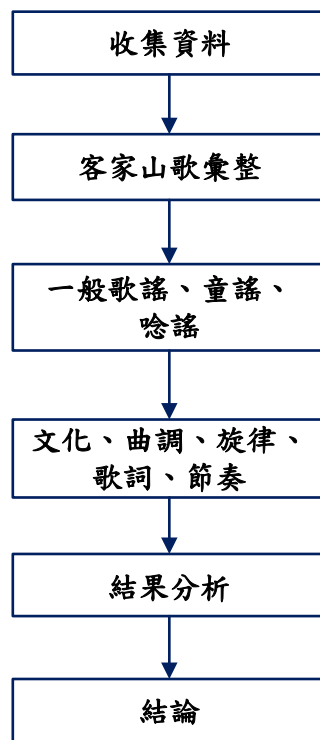 收集資料
客家山歌彙整
一般歌謠、童謠、
唸謠
文化、曲調、旋律、
歌詞、節奏
結果分析
結論